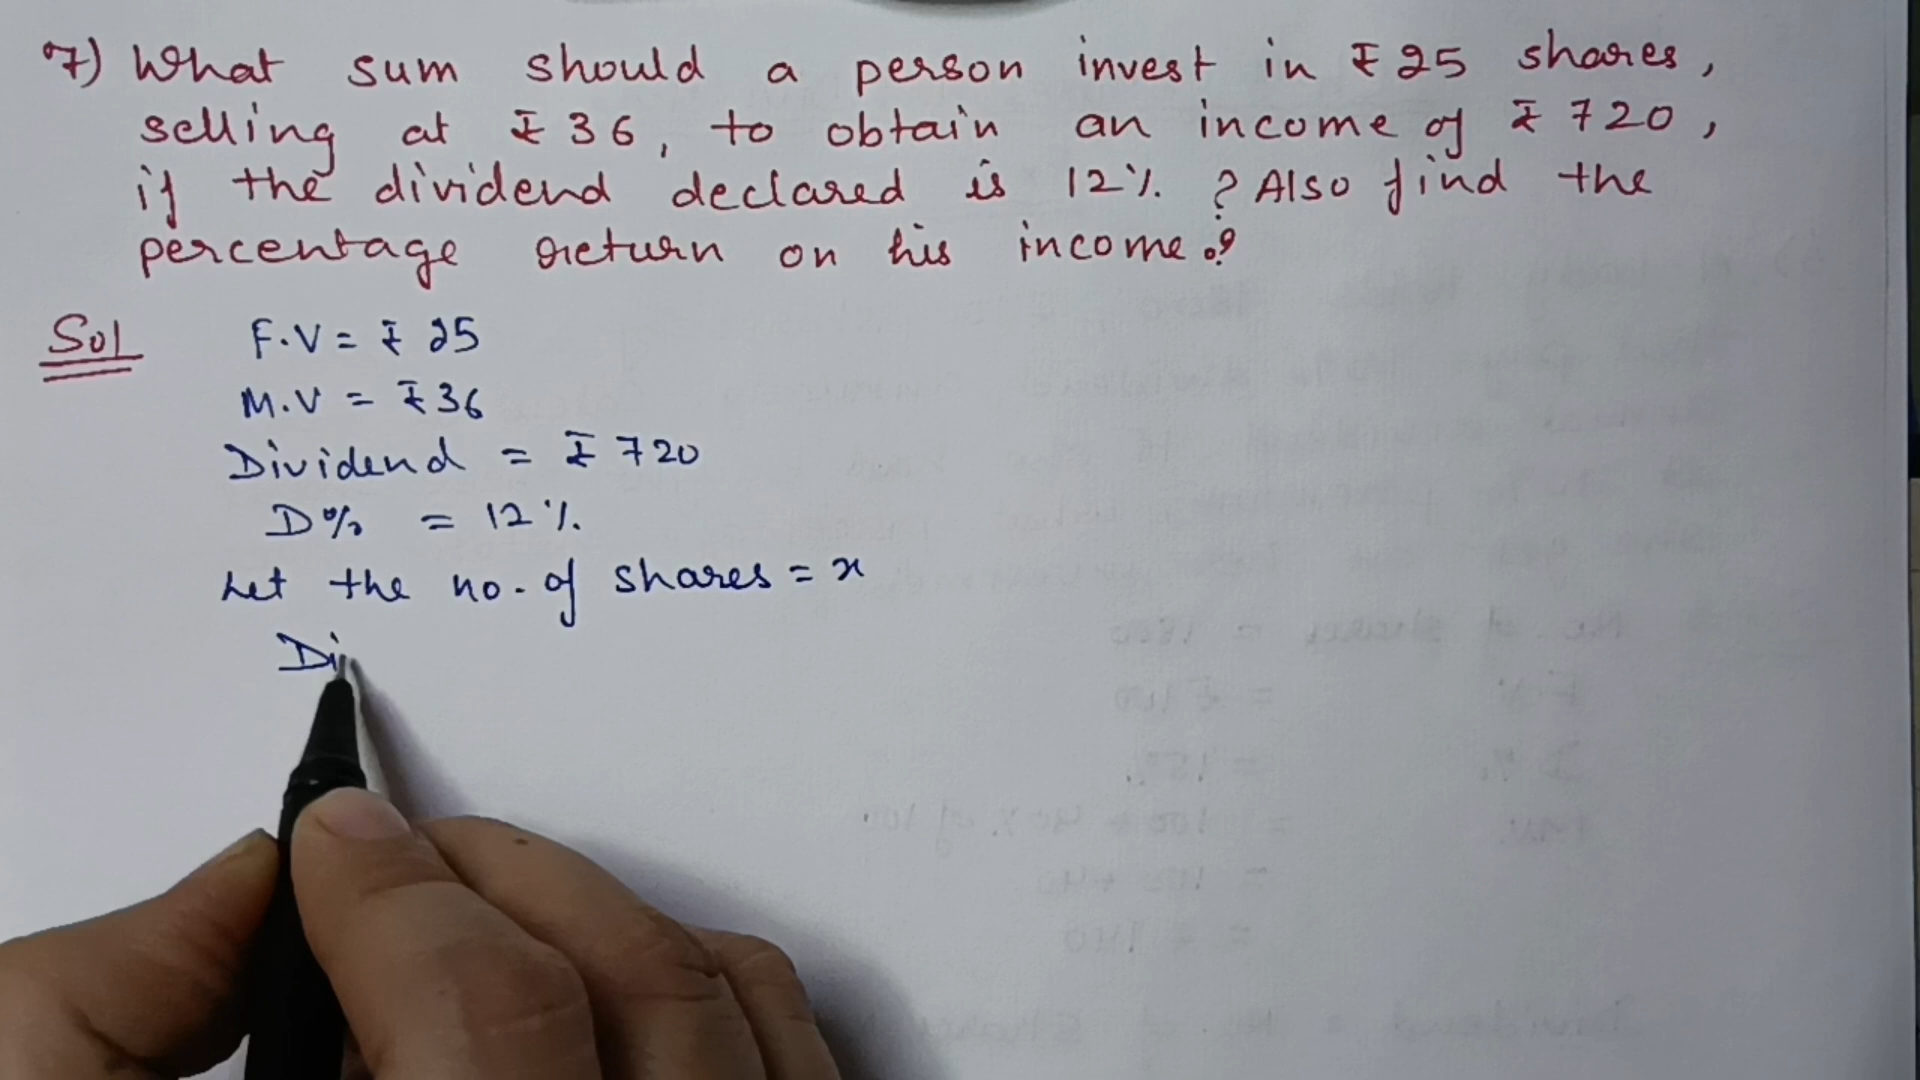 7) What sum should a person invest in ₹25 shares,
selling at ₹36, to obtain an income of ₹720,
if the dividend declared is 12%. ? Also find the
percentage return on his income.?
Sol
F.V = ₹ 25
M.V = ₹36
Dividend = ₹ 720
D% = 12%.
Let the no. of shares = x
Di